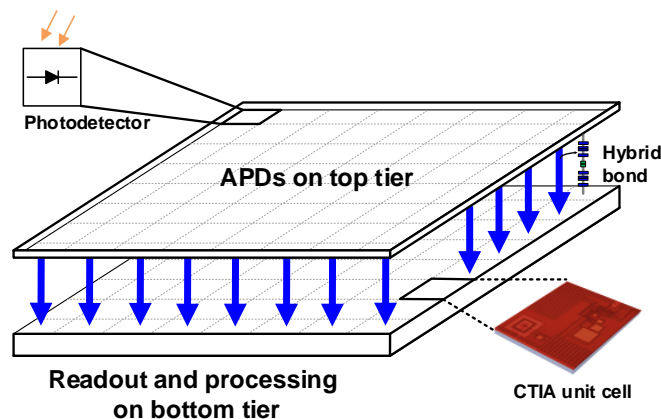 Photodetector
APDs on top tier
Hybrid
bond
Readout and processing
on bottom tier
CTIA unit cell